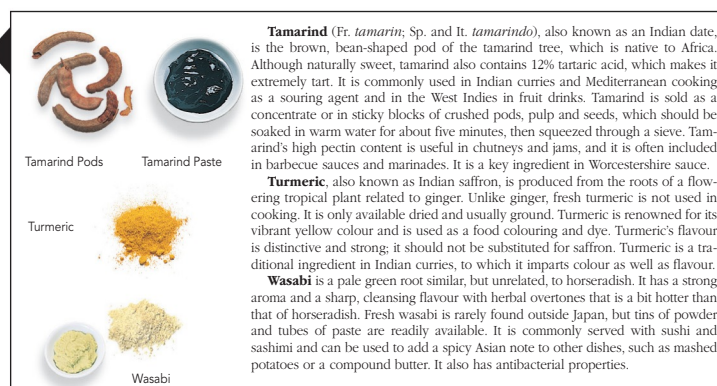 Tamarind Pods
Tamarind Paste
Turmeric
Wasabi
Tamarind (Fr. tamarin; Sp. and It. tamarindo), also known as an Indian date,
is the brown, bean-shaped pod of the tamarind tree, which is native to Africa.
Although naturally sweet, tamarind also contains 12% tartaric acid, which makes it
extremely tart. It is commonly used in Indian curries and Mediterranean cooking
as a souring agent and in the West Indies in fruit drinks. Tamarind is sold as a
concentrate or in sticky blocks of crushed pods, pulp and seeds, which should be
soaked in warm water for about five minutes, then squeezed through a sieve. Tam-
arind's high pectin content is useful in chutneys and jams, and it is often included
in barbecue sauces and marinades. It is a key ingredient in Worcestershire sauce.
Turmeric, also known as Indian saffron, is produced from the roots of a flow-
ering tropical plant related to ginger. Unlike ginger, fresh turmeric is not used in
cooking. It is only available dried and usually ground. Turmeric is renowned for its
vibrant yellow colour and is used as a food colouring and dye. Turmeric's flavour
is distinctive and strong; it should not be substituted for saffron. Turmeric is a tra-
ditional ingredient in Indian curries, to which it imparts colour as well as flavour.
Wasabi is a pale green root similar, but unrelated, to horseradish. It has a strong
aroma and a sharp, cleansing flavour with herbal overtones that is a bit hotter than
that of horseradish. Fresh wasabi is rarely found outside Japan, but tins of powder
and tubes of paste are readily available. It is commonly served with sushi and
sashimi and can be used to add a spicy Asian note to other dishes, such as mashed
potatoes or a compound butter. It also has antibacterial properties.